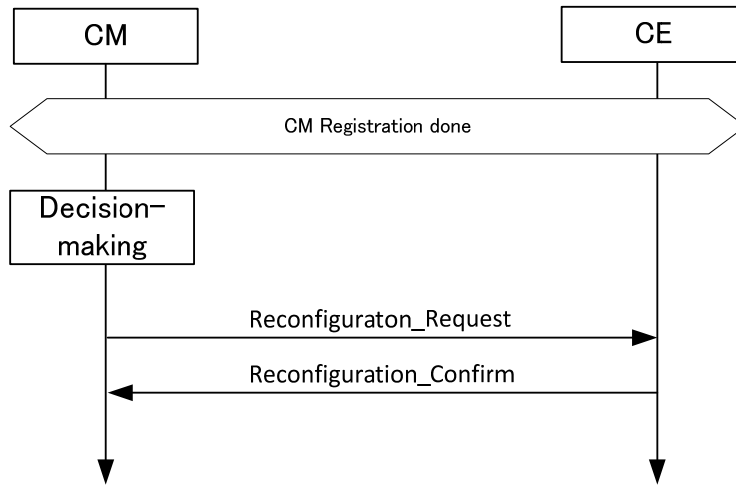 CM
CE
CM Registration done
Decision-
making
Reconfiguraton_Request
Reconfiguration_Confirm